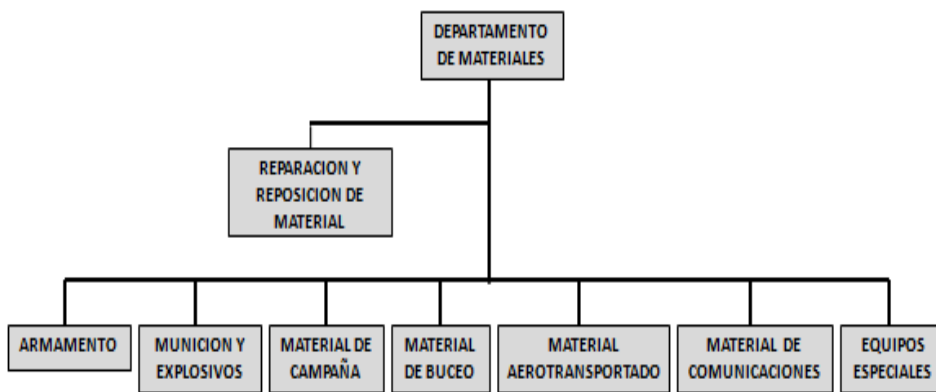 DEPARTAMENTO
DE MATERIALES
REPARACION Y
REPOSICION DE
MATERIAL
ARMAMENTO
MUNICION Y
EXPLOSIVOS
MATERIAL DE
CAMPAÑA
MATERIAL
DE BUCEO
MATERIAL
AEROTRANSPORTADO
MATERIAL DE
COMUNICACIONES
EQUIPOS
ESPECIALES